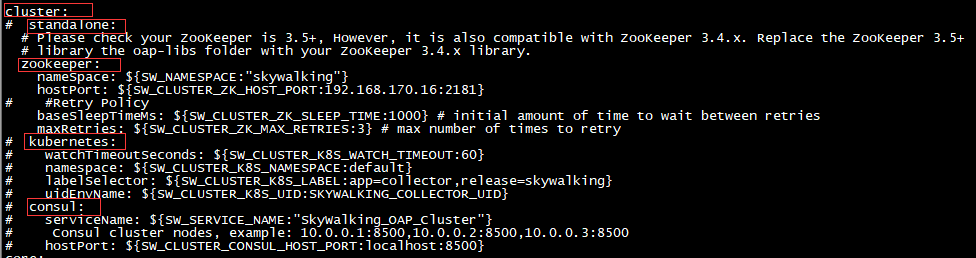 cluster:
#  standalone:
  # Please check your ZooKeeper is 3.5+, However, it is also compatible with ZooKeeper 3.4.x. Replace the ZooKeeper 3.5+
  # library the oap-libs folder with your ZooKeeper 3.4.x library.
  zookeeper:
    nameSpace: ${SW_NAMESPACE:"skywalking"}
    hostPort: ${SW_CLUSTER_ZK_HOST_PORT:192.168.170.16:2181}
#    #Retry Policy
    baseSleepTimeMs: ${SW_CLUSTER_ZK_SLEEP_TIME:1000} # initial amount of time to wait between retries
    maxRetries: ${SW_CLUSTER_ZK_MAX_RETRIES:3} # max number of times to retry
#  kubernetes:
#    watchTimeoutSeconds: ${SW_CLUSTER_K8S_WATCH_TIMEOUT:60}
#    namespace: ${SW_CLUSTER_K8S_NAMESPACE:default}
#    labelSelector: ${SW_CLUSTER_K8S_LABEL:app=collector,release=skywalking}
#    uidEnvName: ${SW_CLUSTER_K8S_UID:SKYWALKING_COLLECTOR_UID}
#  consul:
#    serviceName: ${SW_SERVICE_NAME:"SkyWalking_OAP_Cluster"}
#     Consul cluster nodes, example: 10.0.0.1:8500,10.0.0.2:8500,10.0.0.3:8500
#    hostPort: ${SW_CLUSTER_CONSUL_HOST_PORT:localhost:8500}